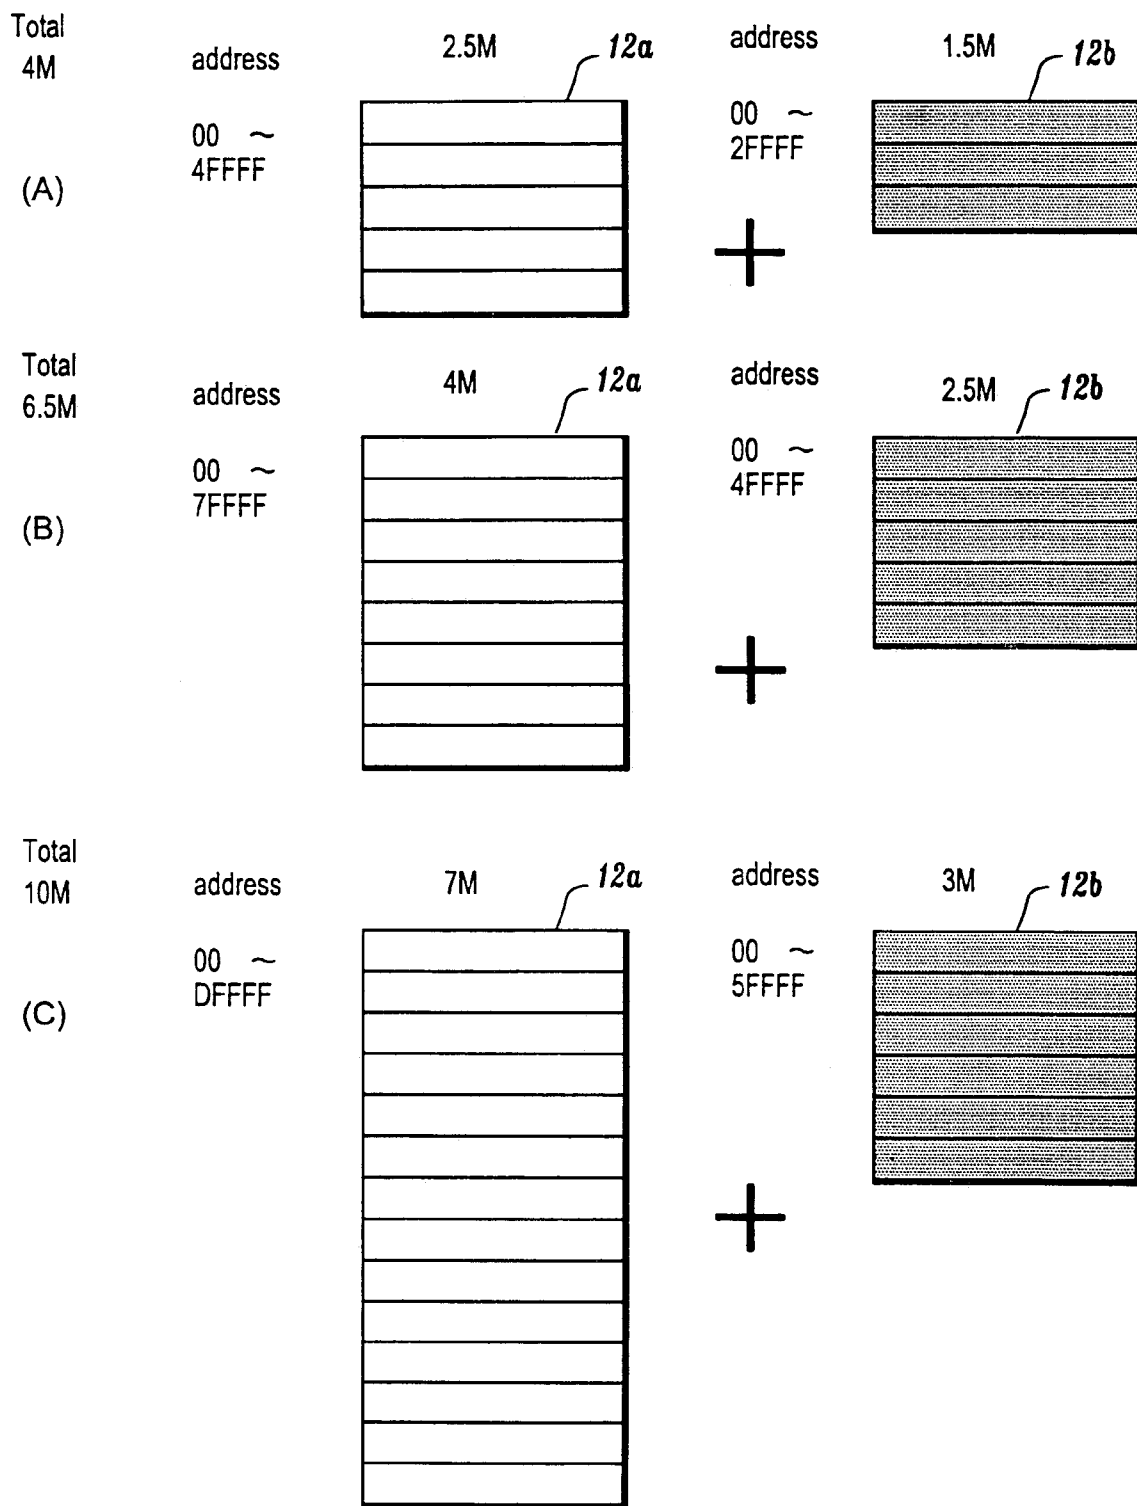 Total
4M
address
2.5M
12a
address
1.5M
12b
00 ~
4FFFF
00 ~
2FFFF
(A)
+
Total
6.5M
address
4M
12a
address
2.5M
12b
00 ~
7FFFF
00 ~
4FFFF
(B)
+
Total
10M
address
7M
12a
address
3M
12b
00 ~
DFFFF
00 ~
5FFFF
(C)
+